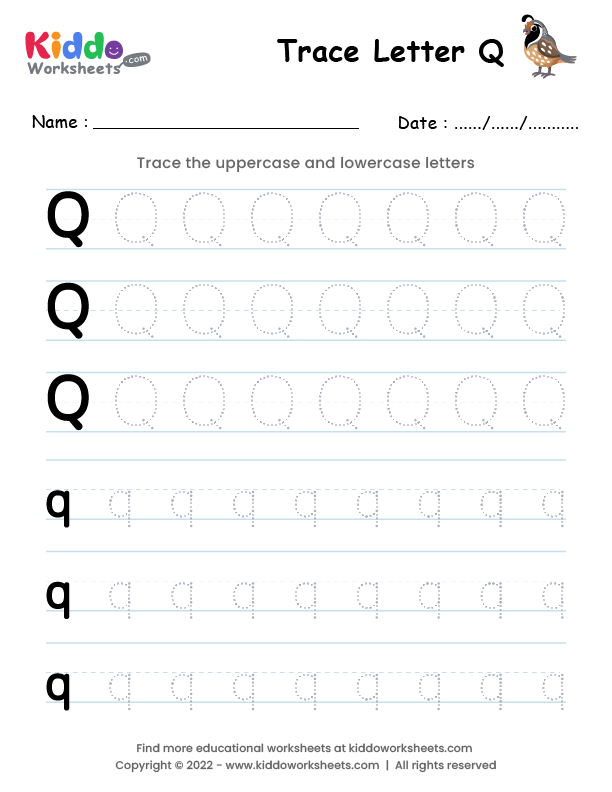 Kiddo
Worksheets .com
Trace Letter Q
Name : ____________________ Date : ....../....../...........
Trace the uppercase and lowercase letters
Q Q Q Q Q Q Q Q
Q Q Q Q Q Q Q Q
Q Q Q Q Q Q Q Q
q q q q q q q q q
q q q q q q q q q
q q q q q q q q q
Find more educational worksheets at kiddoworksheets.com
Copyright © 2022 - www.kiddoworksheets.com | All rights reserved